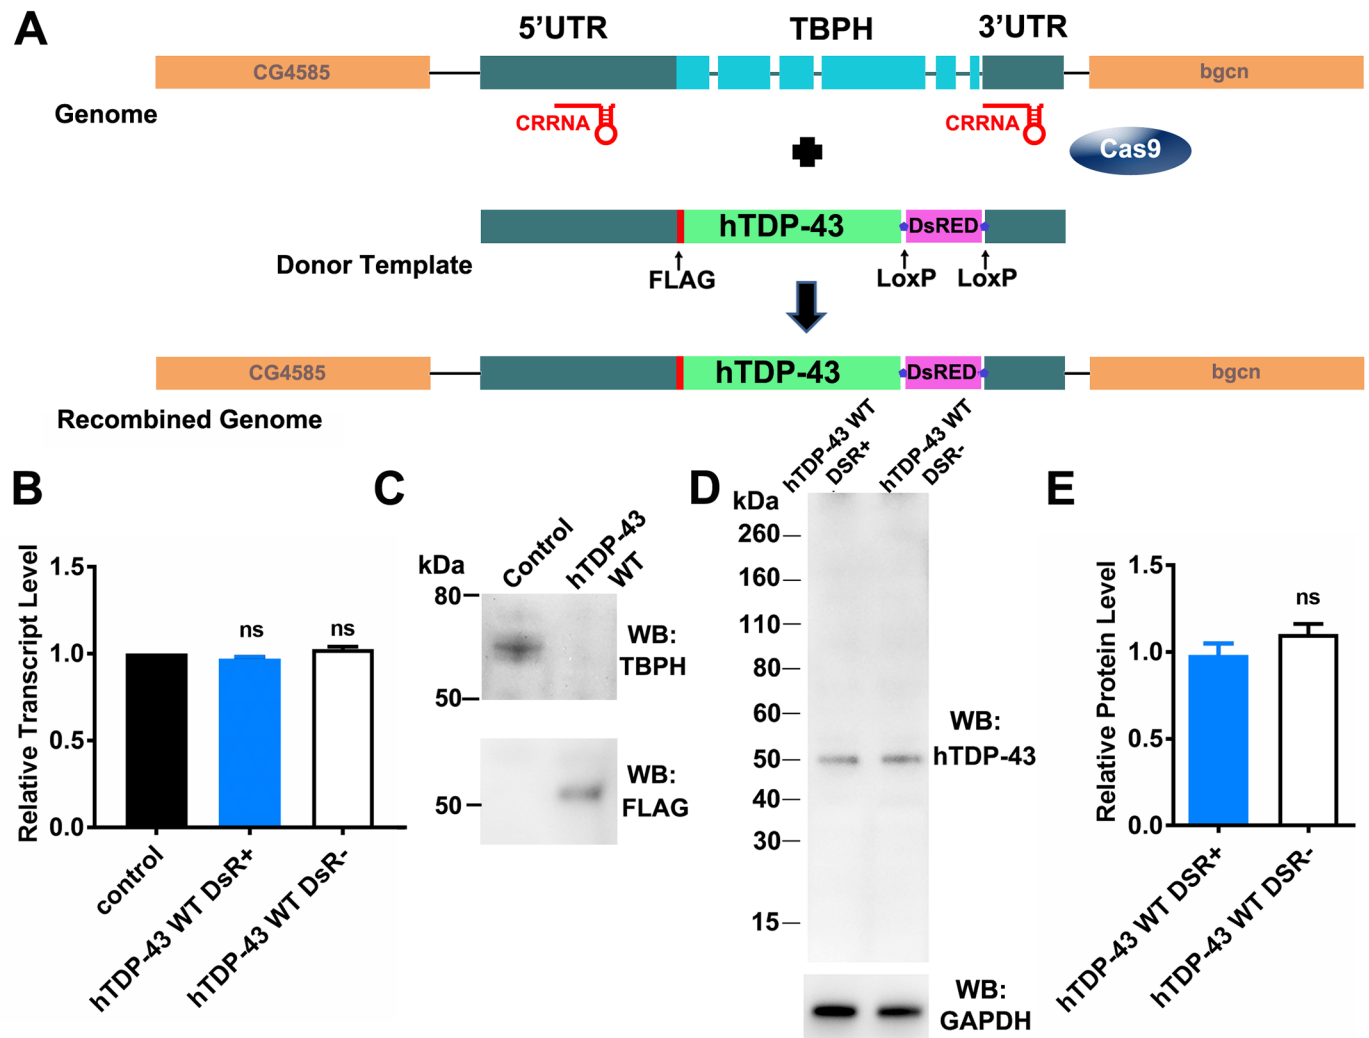 A
5’UTR
TBPH
3’UTR
CG4585
bgcn
Genome
CRRNA
CRRNA
Cas9
hTDP-43
DsRED
Donor Template
FLAG
LoxP
LoxP
CG4585
hTDP-43
DsRED
bgcn
Recombined Genome
B
Relative Transcript Level
1.5
1.0
0.5
0.0
ns
ns
control
hTDP-43 WT DsR+
hTDP-43 WT DsR-
C
kDa
Control
hTDP-43
WT
80
50
WB:
TBPH
50
WB:
FLAG
D
kDa
hTDP-43 WT
DSR+
hTDP-43 WT
DSR-
260
160
110
80
60
50
40
30
15
WB:
hTDP-43
WB:
GAPDH
E
Relative Protein Level
1.5
1.0
0.5
0.0
ns
hTDP-43 WT DSR+
hTDP-43 WT DSR-